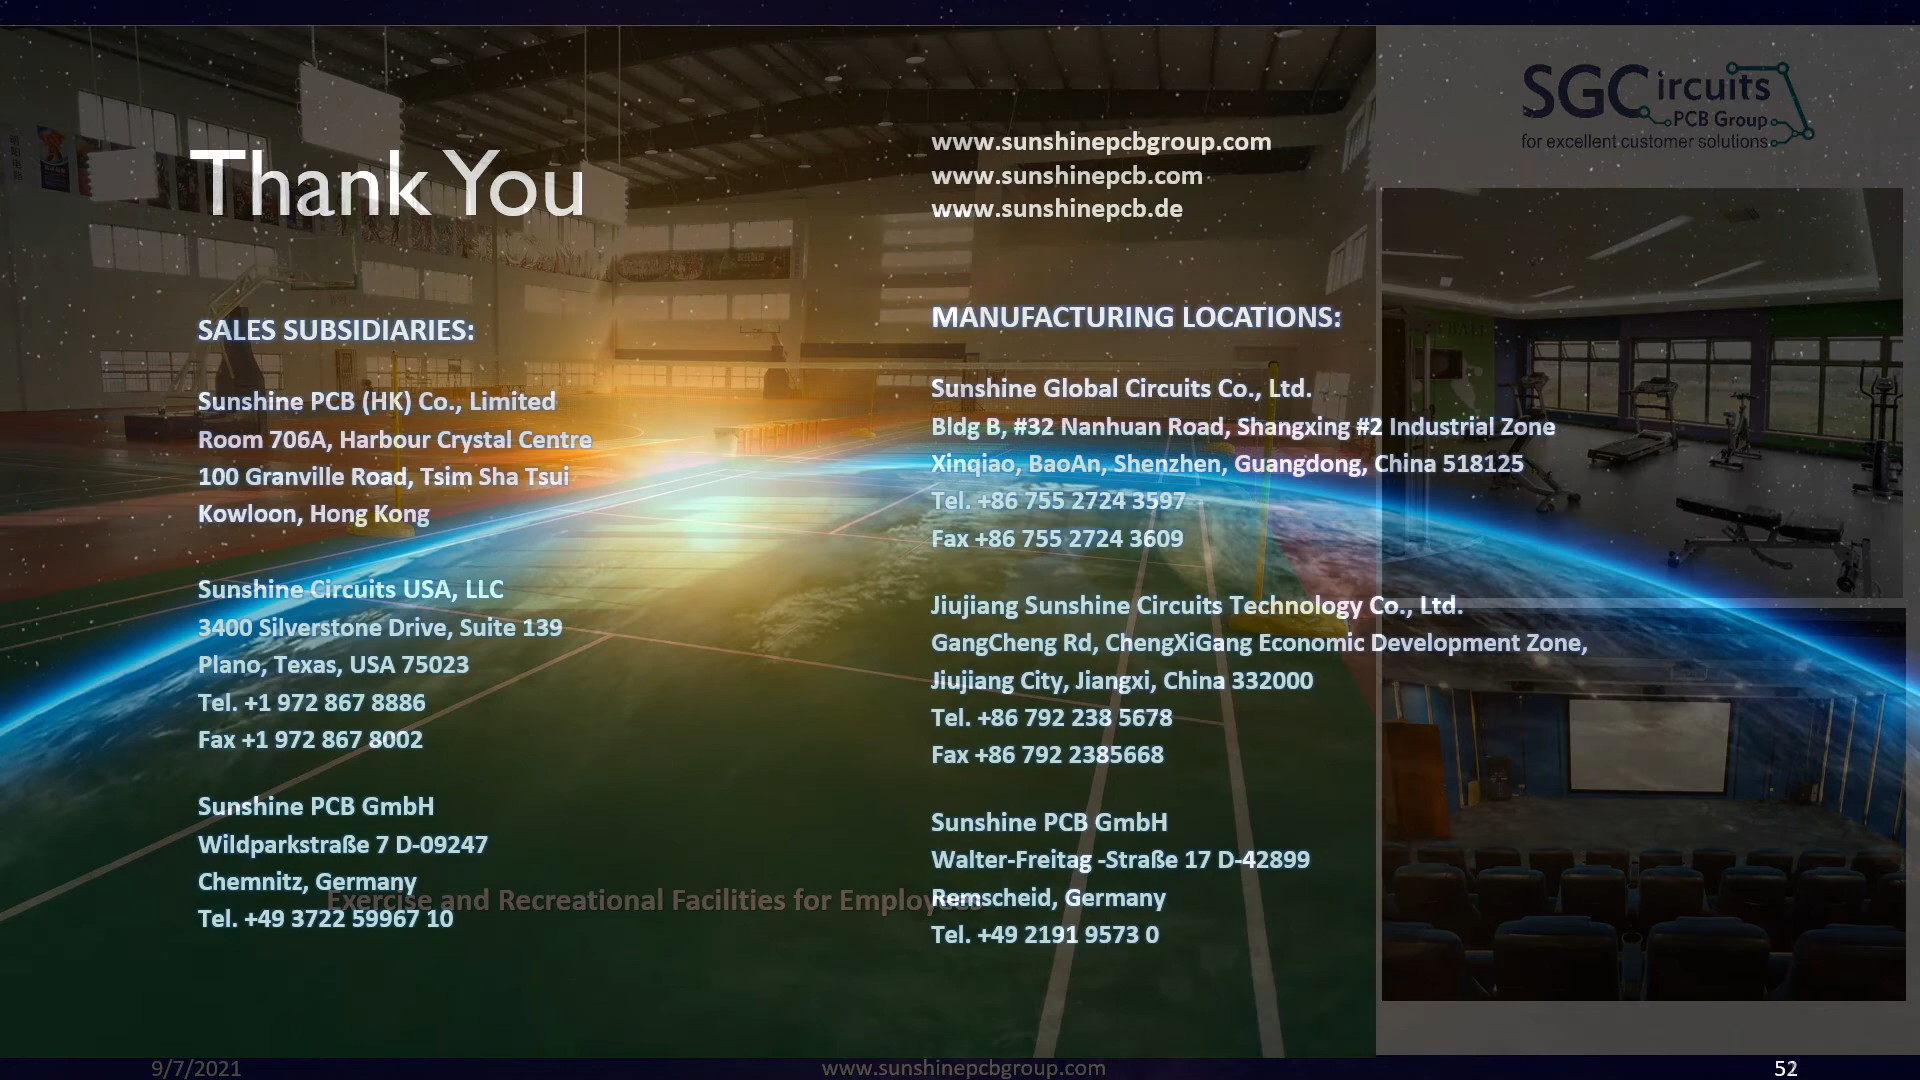 SGCircuits
PCB Group
for excellent customer solutions
Thank You
www.sunshinepcbgroup.com
www.sunshinepcb.com
www.sunshinepcb.de
SALES SUBSIDIARIES:
Sunshine PCB (HK) Co., Limited
Room 706A, Harbour Crystal Centre
100 Granville Road, Tsim Sha Tsui
Kowloon, Hong Kong
Sunshine Circuits USA, LLC
3400 Silverstone Drive, Suite 139
Plano, Texas, USA 75023
Tel. +1 972 867 8886
Fax +1 972 867 8002
Sunshine PCB GmbH
Wildparkstraße 7 D-09247
Chemnitz, Germany
Tel. +49 3722 59967 10
MANUFACTURING LOCATIONS:
Sunshine Global Circuits Co., Ltd.
Bldg B, #32 Nanhuan Road, Shangxing #2 Industrial Zone
Xinqiao, BaoAn, Shenzhen, Guangdong, China 518125
Tel. +86 755 2724 3597
Fax +86 755 2724 3609
Jiujiang Sunshine Circuits Technology Co., Ltd.
GangCheng Rd, ChengXiGang Economic Development Zone,
Jiujiang City, Jiangxi, China 332000
Tel. +86 792 238 5678
Fax +86 792 2385668
Sunshine PCB GmbH
Walter-Freitag -Straße 17 D-42899
Remscheid, Germany
Tel. +49 2191 9573 0
Exercise and Recreational Facilities for Employees
9/7/2021
www.sunshinepcbgroup.com
52